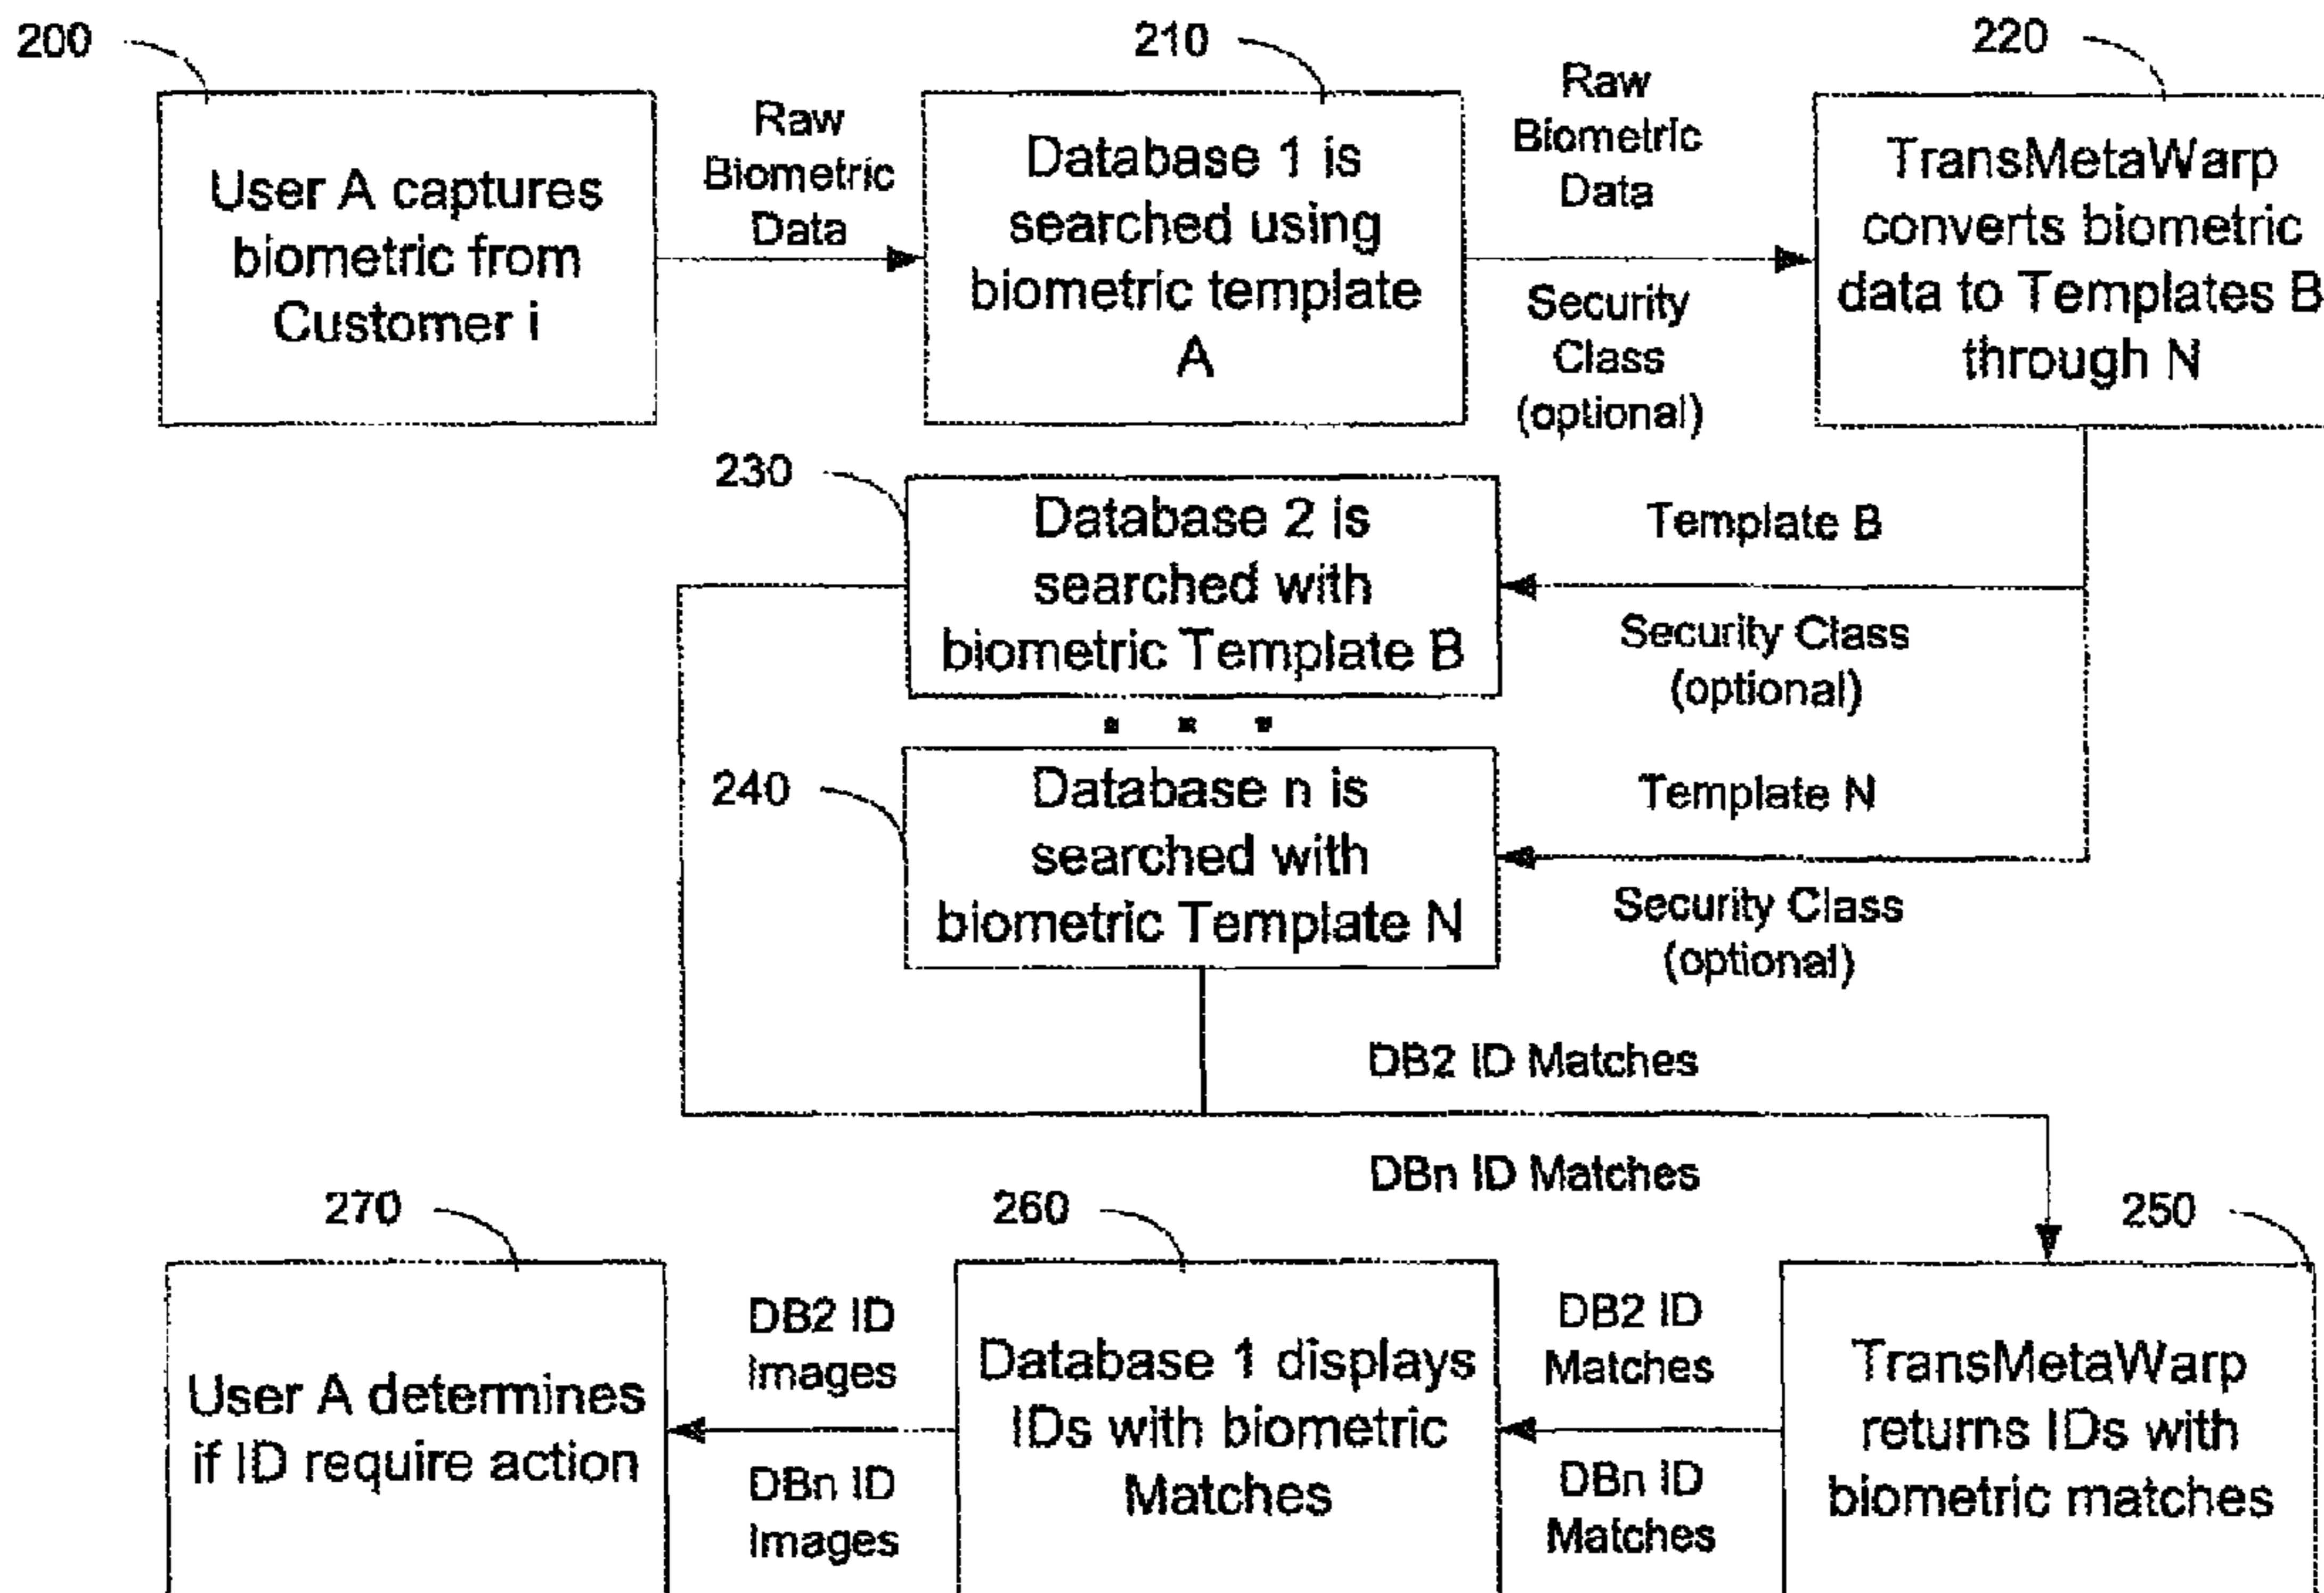 200
210
220
User A captures
biometric from
Customer i
Raw
Biometric
Data
Database 1 is
searched using
biometric template
A
Raw
Biometric
Data
Security
Class
(optional)
TransMetaWarp
converts biometric
data to Templates B
through N
230
Database 2 is
searched with
biometric Template B
Template B
Security Class
(optional)
240
Database n is
searched with
biometric Template N
Template N
Security Class
(optional)
DB2 ID Matches
DBn ID Matches
270
260
250
User A determines
if ID require action
DB2 ID
Images
DBn ID
Images
Database 1 displays
IDs with biometric
Matches
DB2 ID
Matches
DBn ID
Matches
TransMetaWarp
returns IDs with
biometric matches